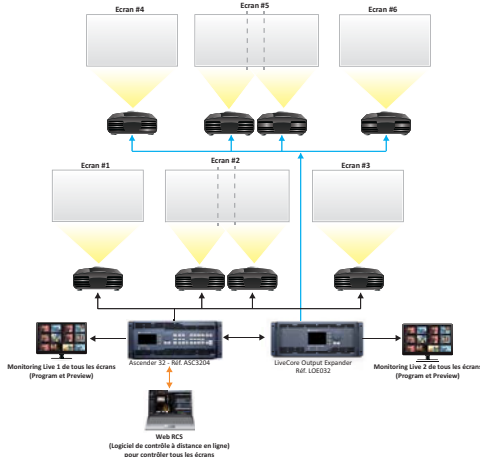 Ecran #4
Ecran #5
Ecran #6
Ecran #1
Ecran #2
Ecran #3
Ascender 32 - Réf. ASC3204
LiveCore Output Expander
Réf. LOE032
Monitoring Live 1 de tous les écrans
(Program et Preview)
Monitoring Live 2 de tous les écrans
(Program et Preview)
Web RCS
(Logiciel de contrôle à distance en ligne)
pour contrôler tous les écrans